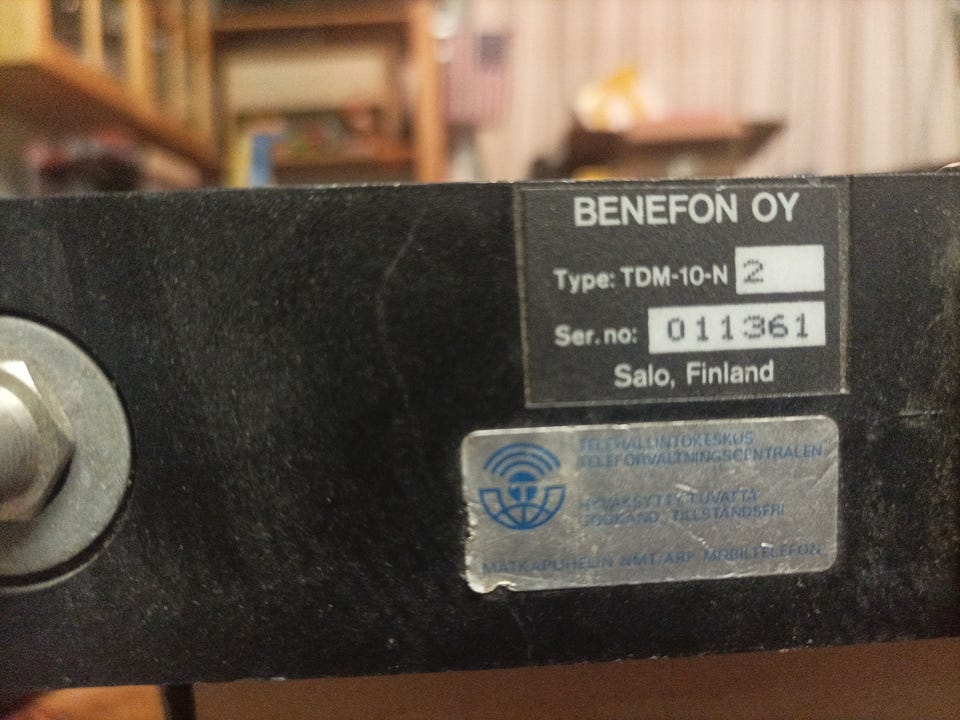 BENEFON OY
Type: TDM-10-N 2
Ser.no: 011361
Salo, Finland
TELEHALLINTOKESKUS
TELEFÖRVALTNINGSCENTRALEN
HYVÄKSYTTY LUVATTA
GODKÄND, TILLSTÅNDSFRI
MATKAPUHELIN NMT/ARP MOBILTELEFON